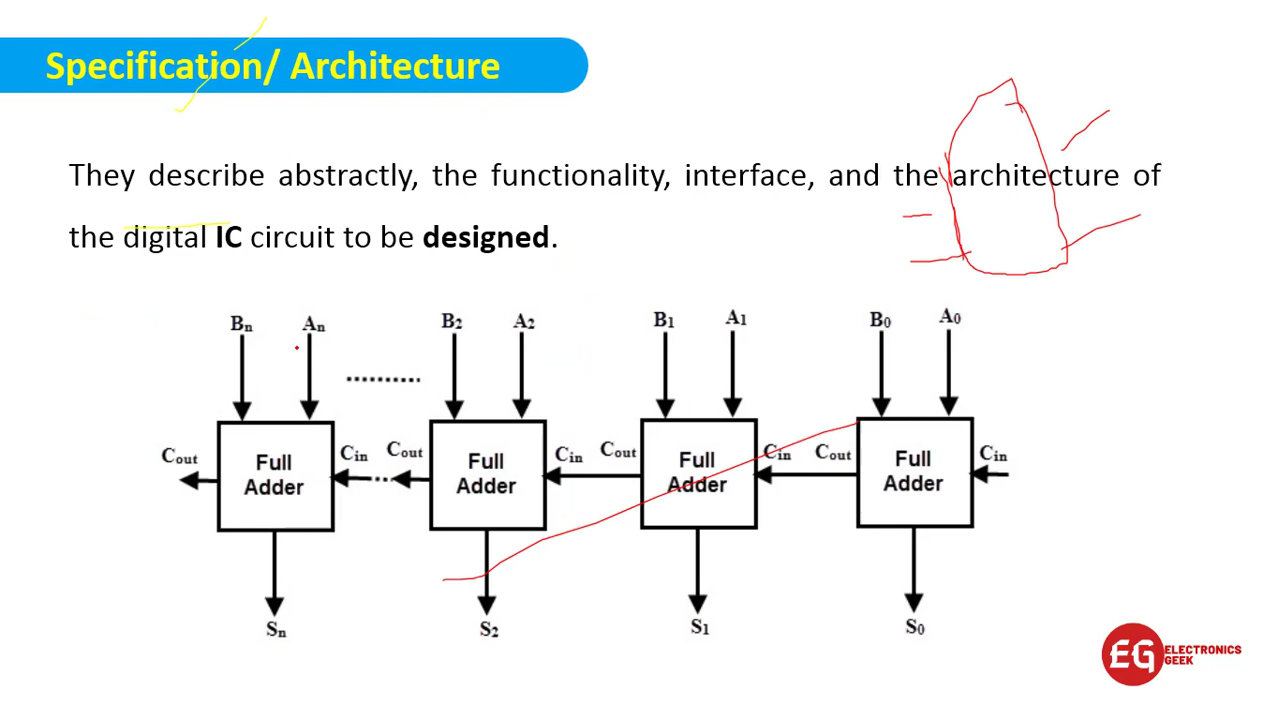 Specification/ Architecture
They describe abstractly, the functionality, interface, and the architecture of
the digital IC circuit to be designed.
Bn An B2 A2 B1 A1 B0 A0
..........
Cout Full Adder Cin Cout Full Adder Cin Cout Full Adder Cin Cout Full Adder Cin
Sn S2 S1 S0
EG ELECTRONICS
GEEK